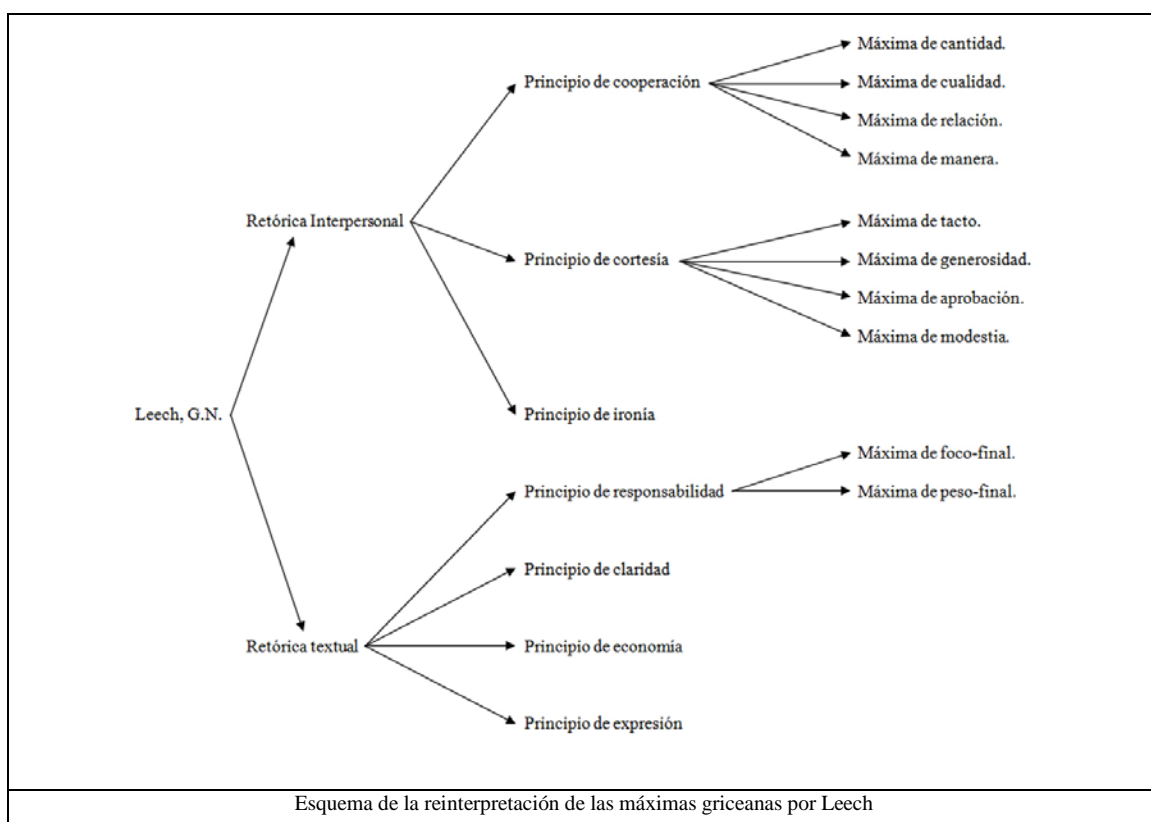 Leech, G.N.
Retórica Interpersonal
Principio de cooperación
Máxima de cantidad.
Máxima de cualidad.
Máxima de relación.
Máxima de manera.
Principio de cortesía
Máxima de tacto.
Máxima de generosidad.
Máxima de aprobación.
Máxima de modestia.
Principio de ironía
Retórica textual
Principio de responsabilidad
Máxima de foco-final.
Máxima de peso-final.
Principio de claridad
Principio de economía
Principio de expresión
Esquema de la reinterpretación de las máximas griceanas por Leech